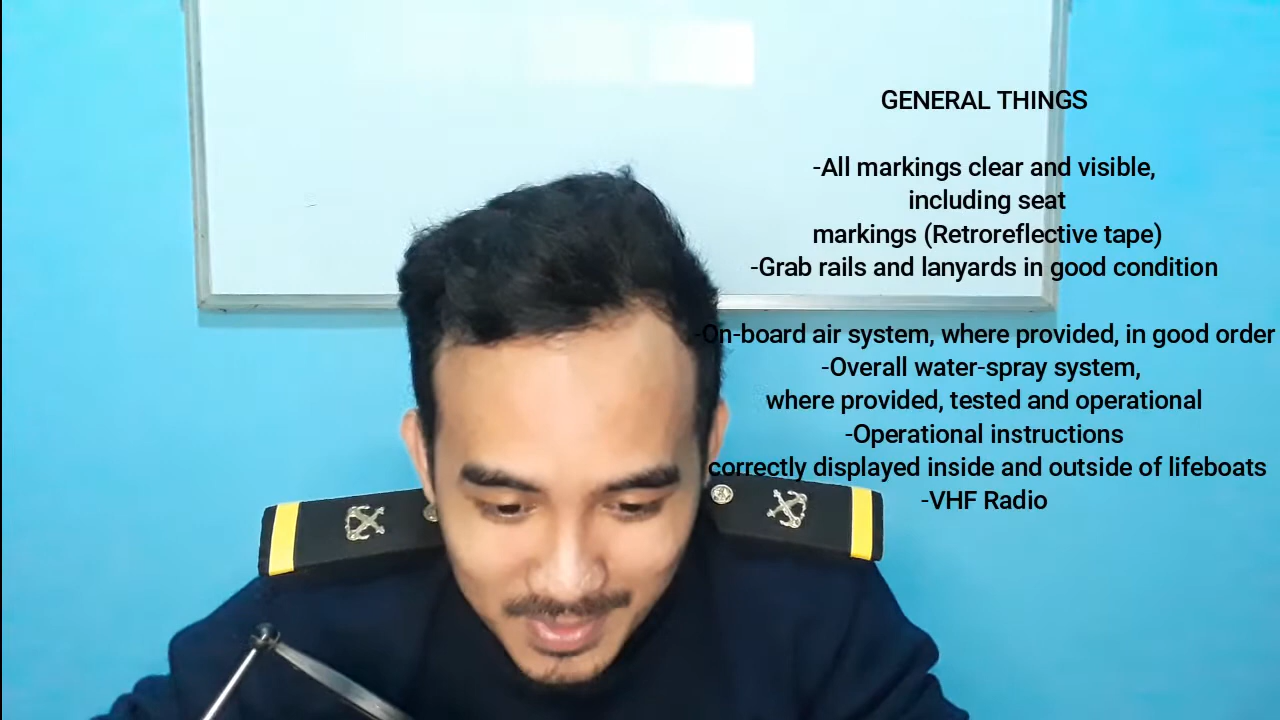 GENERAL THINGS
-All markings clear and visible,
including seat
markings (Retroreflective tape)
-Grab rails and lanyards in good condition
-On-board air system, where provided, in good order
-Overall water-spray system,
where provided, tested and operational
-Operational instructions
correctly displayed inside and outside of lifeboats
-VHF Radio